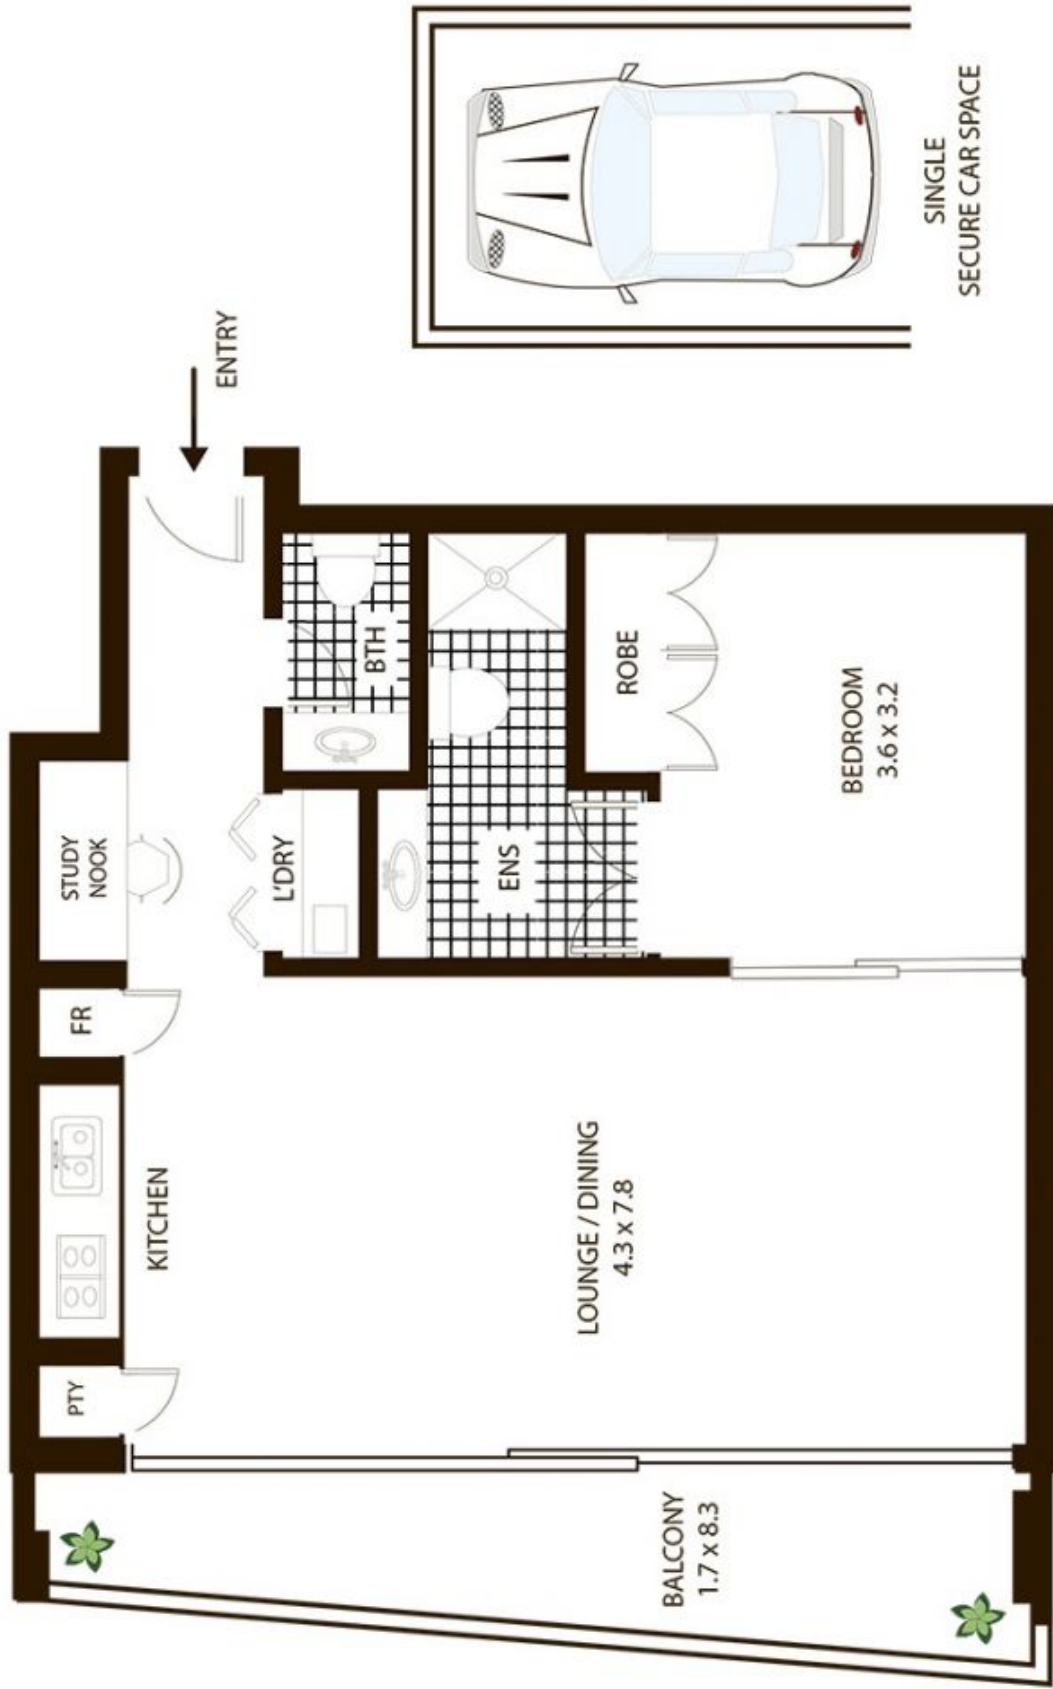 SINGLE
SECURE CAR SPACE
ENTRY
STUDY
NOOK
BTH
L'DRY
ENS
ROBE
BEDROOM
3.6 x 3.2
FR
KITCHEN
PTY
LOUNGE / DINING
4.3 x 7.8
BALCONY
1.7 x 8.3